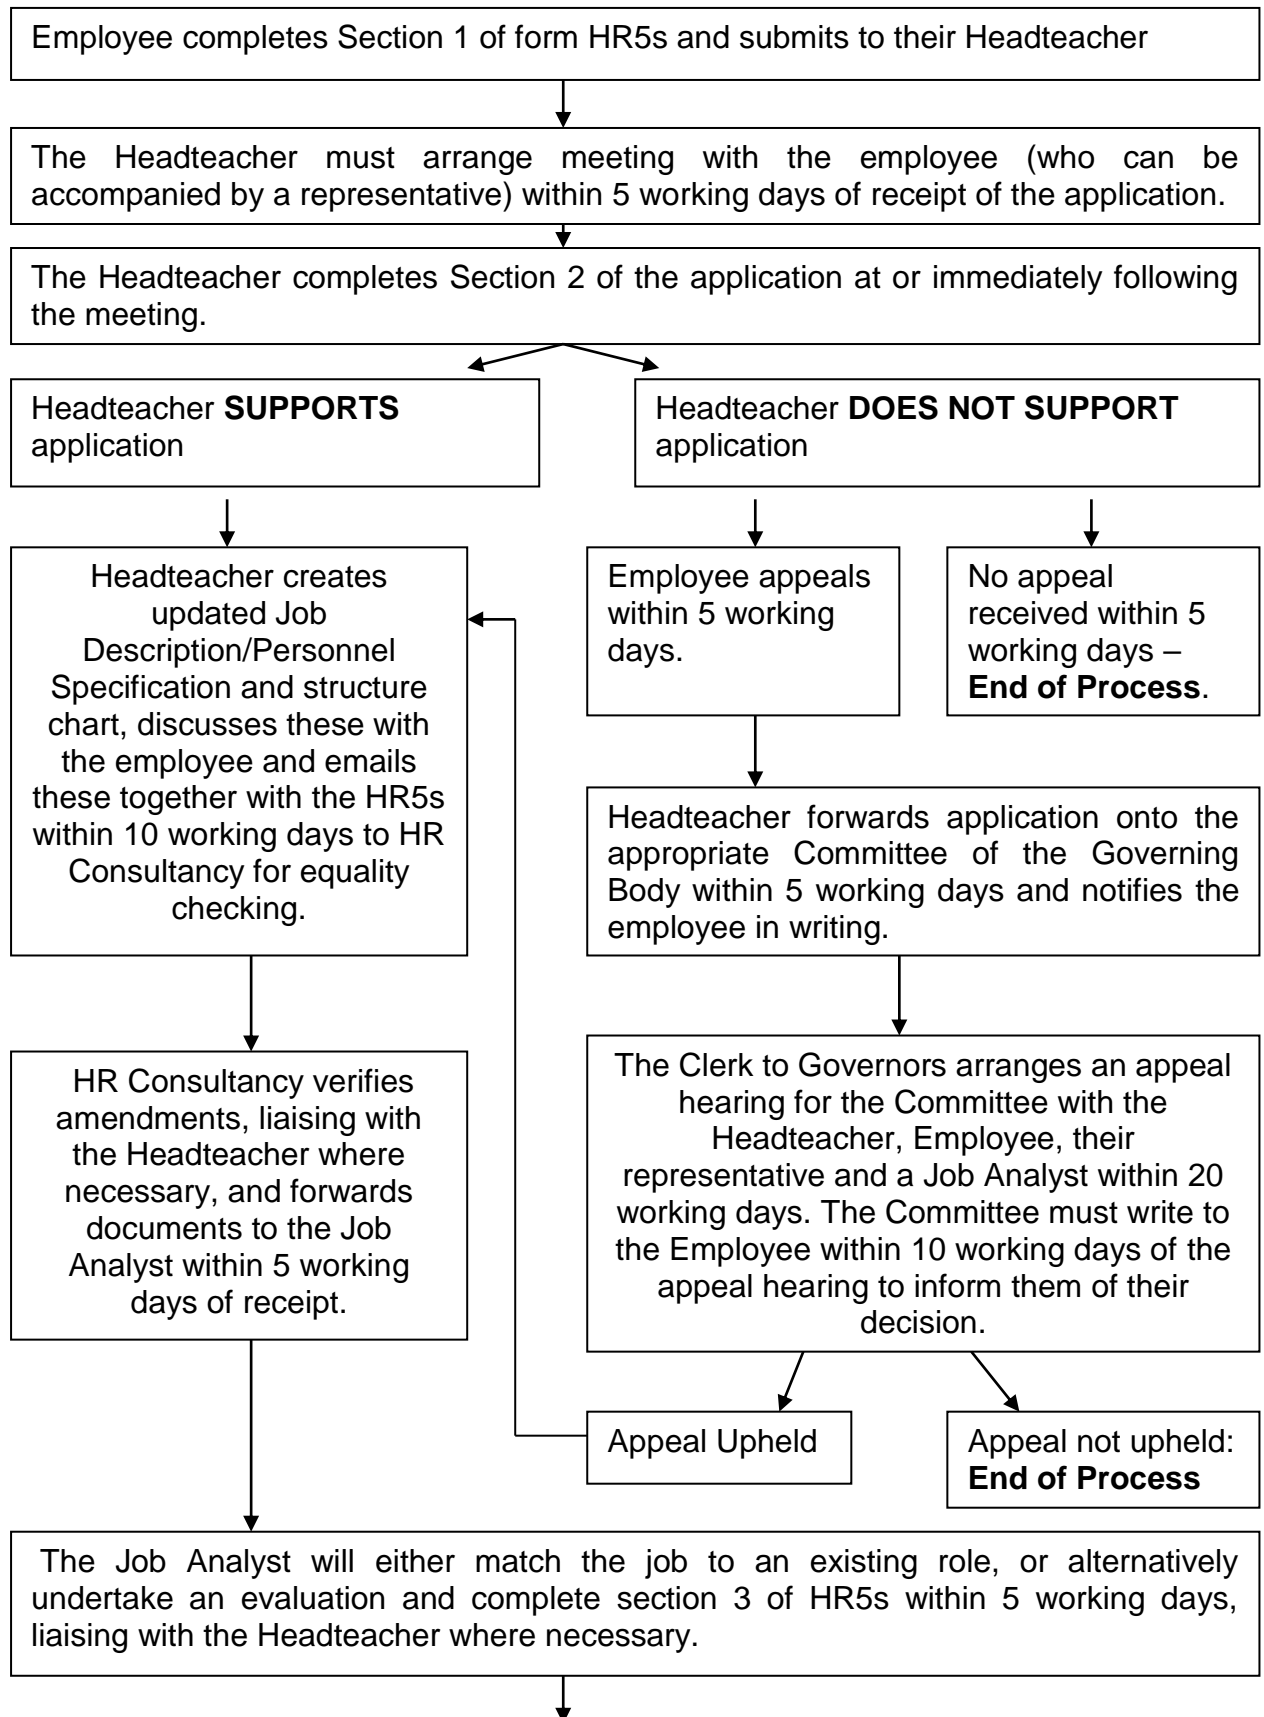 Employee completes Section 1 of form HR5s and submits to their Headteacher
The Headteacher must arrange meeting with the employee (who can be
accompanied by a representative) within 5 working days of receipt of the application.
The Headteacher completes Section 2 of the application at or immediately following
the meeting.
Headteacher SUPPORTS
application
Headteacher DOES NOT SUPPORT
application
Headteacher creates
updated Job
Description/Personnel
Specification and structure
chart, discusses these with
the employee and emails
these together with the HR5s
within 10 working days to HR
Consultancy for equality
checking.
Employee appeals
within 5 working
days.
No appeal
received within 5
working days –
End of Process.
Headteacher forwards application onto the
appropriate Committee of the Governing
Body within 5 working days and notifies the
employee in writing.
HR Consultancy verifies
amendments, liaising with
the Headteacher where
necessary, and forwards
documents to the Job
Analyst within 5 working
days of receipt.
The Clerk to Governors arranges an appeal
hearing for the Committee with the
Headteacher, Employee, their
representative and a Job Analyst within 20
working days. The Committee must write to
the Employee within 10 working days of the
appeal hearing to inform them of their
decision.
Appeal Upheld
Appeal not upheld:
End of Process
The Job Analyst will either match the job to an existing role, or alternatively
undertake an evaluation and complete section 3 of HR5s within 5 working days,
liaising with the Headteacher where necessary.